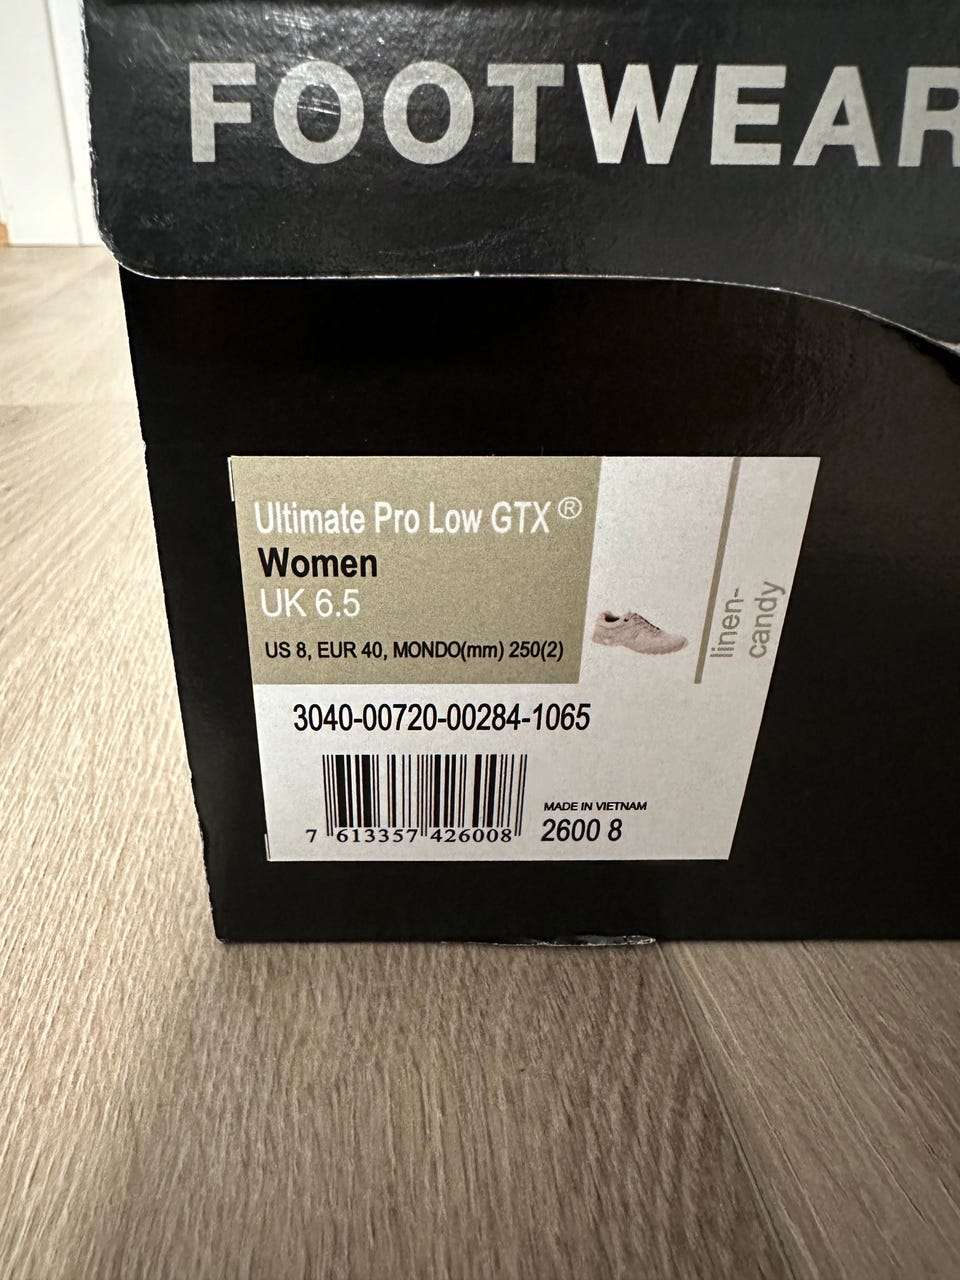 FOOTWEAR
Ultimate Pro Low GTX®
Women
UK 6.5
US 8, EUR 40, MONDO(mm) 250(2)
linen-
candy
3040-00720-00284-1065
7 613357 426008
MADE IN VIETNAM
2600 8